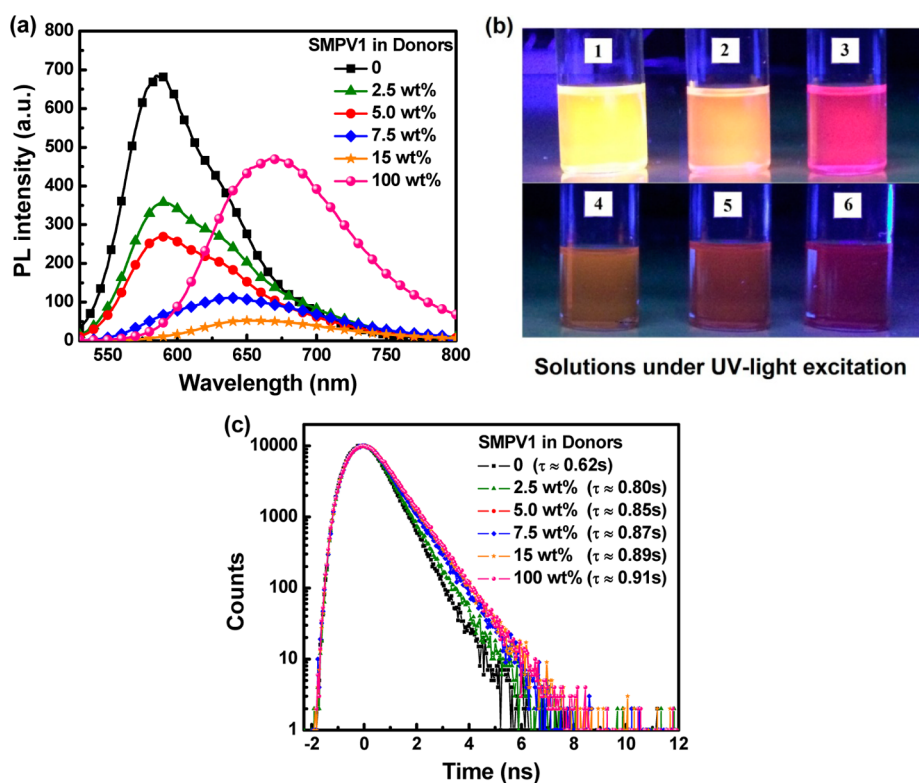 (a)
800
700
600
500
400
300
200
100
0
PL intensity (a.u.)
550 600 650 700 750 800
Wavelength (nm)
SMPV1 in Donors
0
2.5 wt%
5.0 wt%
7.5 wt%
15 wt%
100 wt%
(b)
1 2 3
4 5 6
Solutions under UV-light excitation
(c)
10000
1000
100
10
1
Counts
-2 0 2 4 6 8 10 12
Time (ns)
SMPV1 in Donors
0 (τ ≈ 0.62s)
2.5 wt% (τ ≈ 0.80s)
5.0 wt% (τ ≈ 0.85s)
7.5 wt% (τ ≈ 0.87s)
15 wt% (τ ≈ 0.89s)
100 wt% (τ ≈ 0.91s)